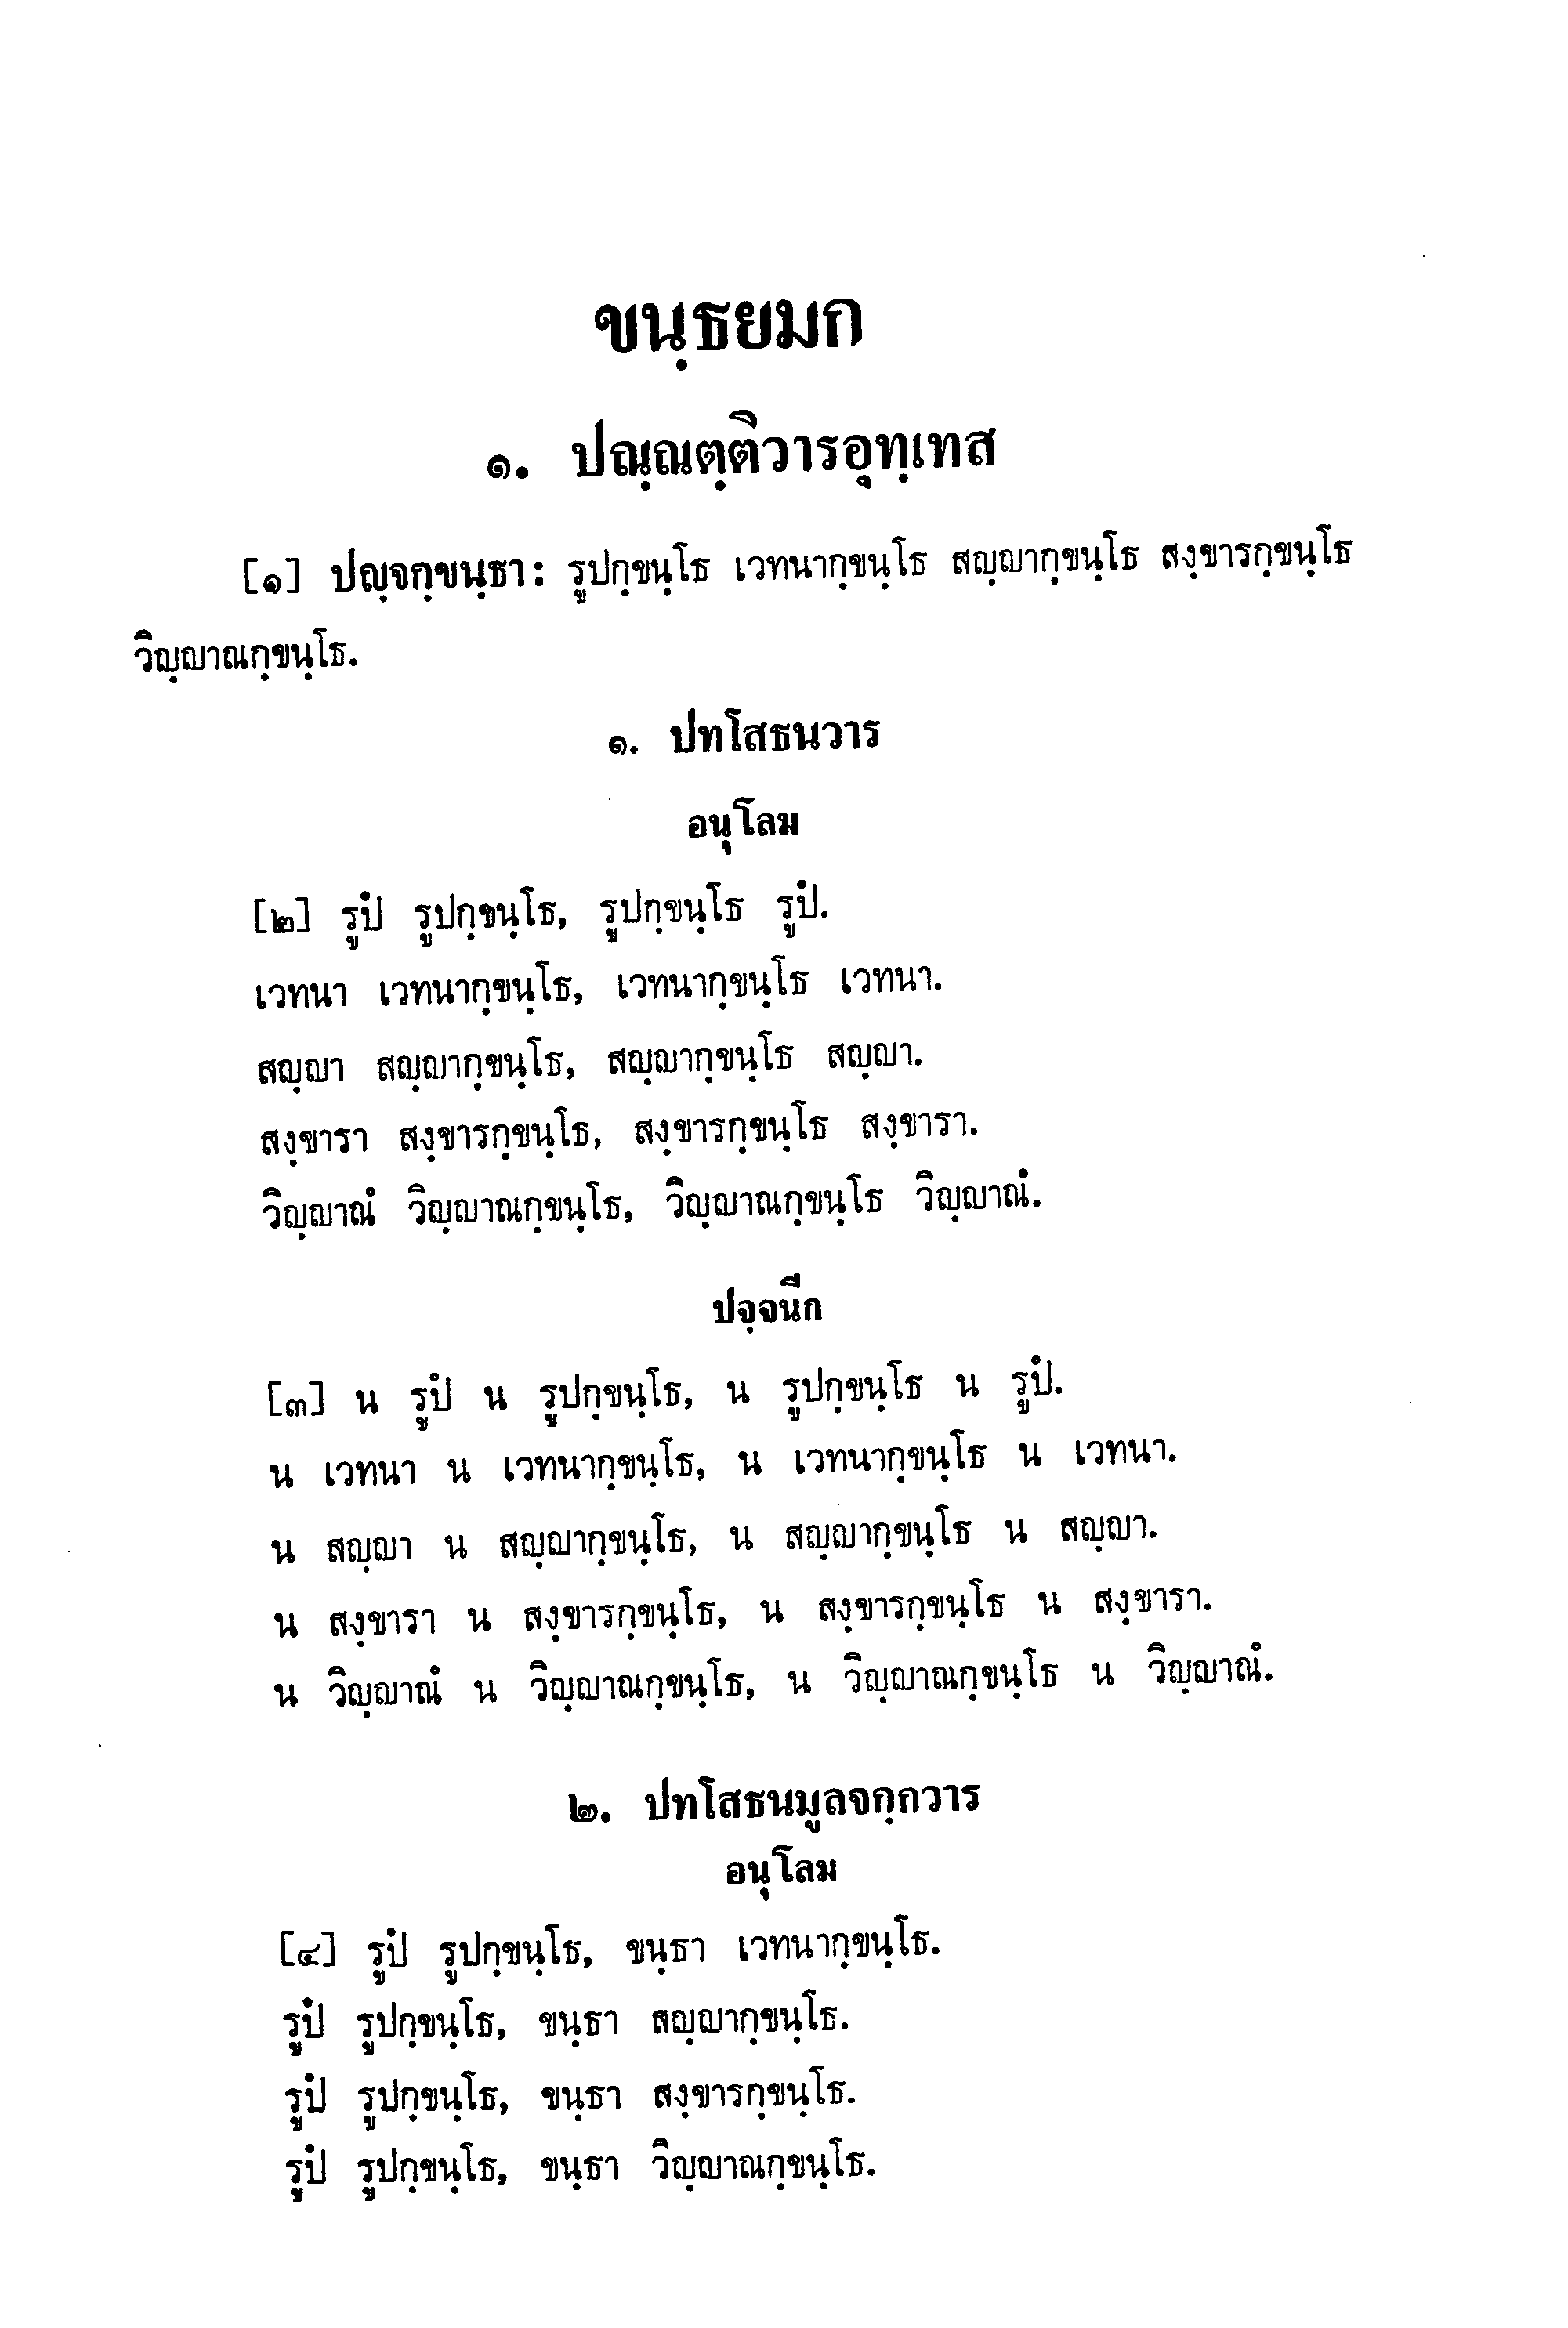 ขนฺธยมก
๑. ปณฺณตฺติวารอุทฺเทส
[๑] ปญฺจกฺขนฺธา: รูปกฺขนฺโธ เวทนากฺขนฺโธ สญฺญากฺขนฺโธ สงฺขารกฺขนฺโธ
วิญฺญาณกฺขนฺโธ.
๑. ปทโสธนวาร
อนุโลม
[๒] รูปํ รูปกฺขนฺโธ, รูปกฺขนฺโธ รูปํ.
เวทนา เวทนากฺขนฺโธ, เวทนากฺขนฺโธ เวทนา.
สญฺญา สญฺญากฺขนฺโธ, สญฺญากฺขนฺโธ สญฺญา.
สงฺขารา สงฺขารกฺขนฺโธ, สงฺขารกฺขนฺโธ สงฺขารา.
วิญฺญาณํ วิญฺญาณกฺขนฺโธ, วิญฺญาณกฺขนฺโธ วิญฺญาณํ.
ปจฺจนีก
[๓] น รูปํ น รูปกฺขนฺโธ, น รูปกฺขนฺโธ น รูปํ.
น เวทนา น เวทนากฺขนฺโธ, น เวทนากฺขนฺโธ น เวทนา.
น สญฺญา น สญฺญากฺขนฺโธ, น สญฺญากฺขนฺโธ น สญฺญา.
น สงฺขารา น สงฺขารกฺขนฺโธ, น สงฺขารกฺขนฺโธ น สงฺขารา.
น วิญฺญาณํ น วิญฺญาณกฺขนฺโธ, น วิญฺญาณกฺขนฺโธ น วิญฺญาณํ.
๒. ปทโสธนมูลจกฺกวาร
อนุโลม
[๔] รูปํ รูปกฺขนฺโธ, ขนฺธา เวทนากฺขนฺโธ.
รูปํ รูปกฺขนฺโธ, ขนฺธา สญฺญากฺขนฺโธ.
รูปํ รูปกฺขนฺโธ, ขนฺธา สงฺขารกฺขนฺโธ.
รูปํ รูปกฺขนฺโธ, ขนฺธา วิญฺญาณกฺขนฺโธ.